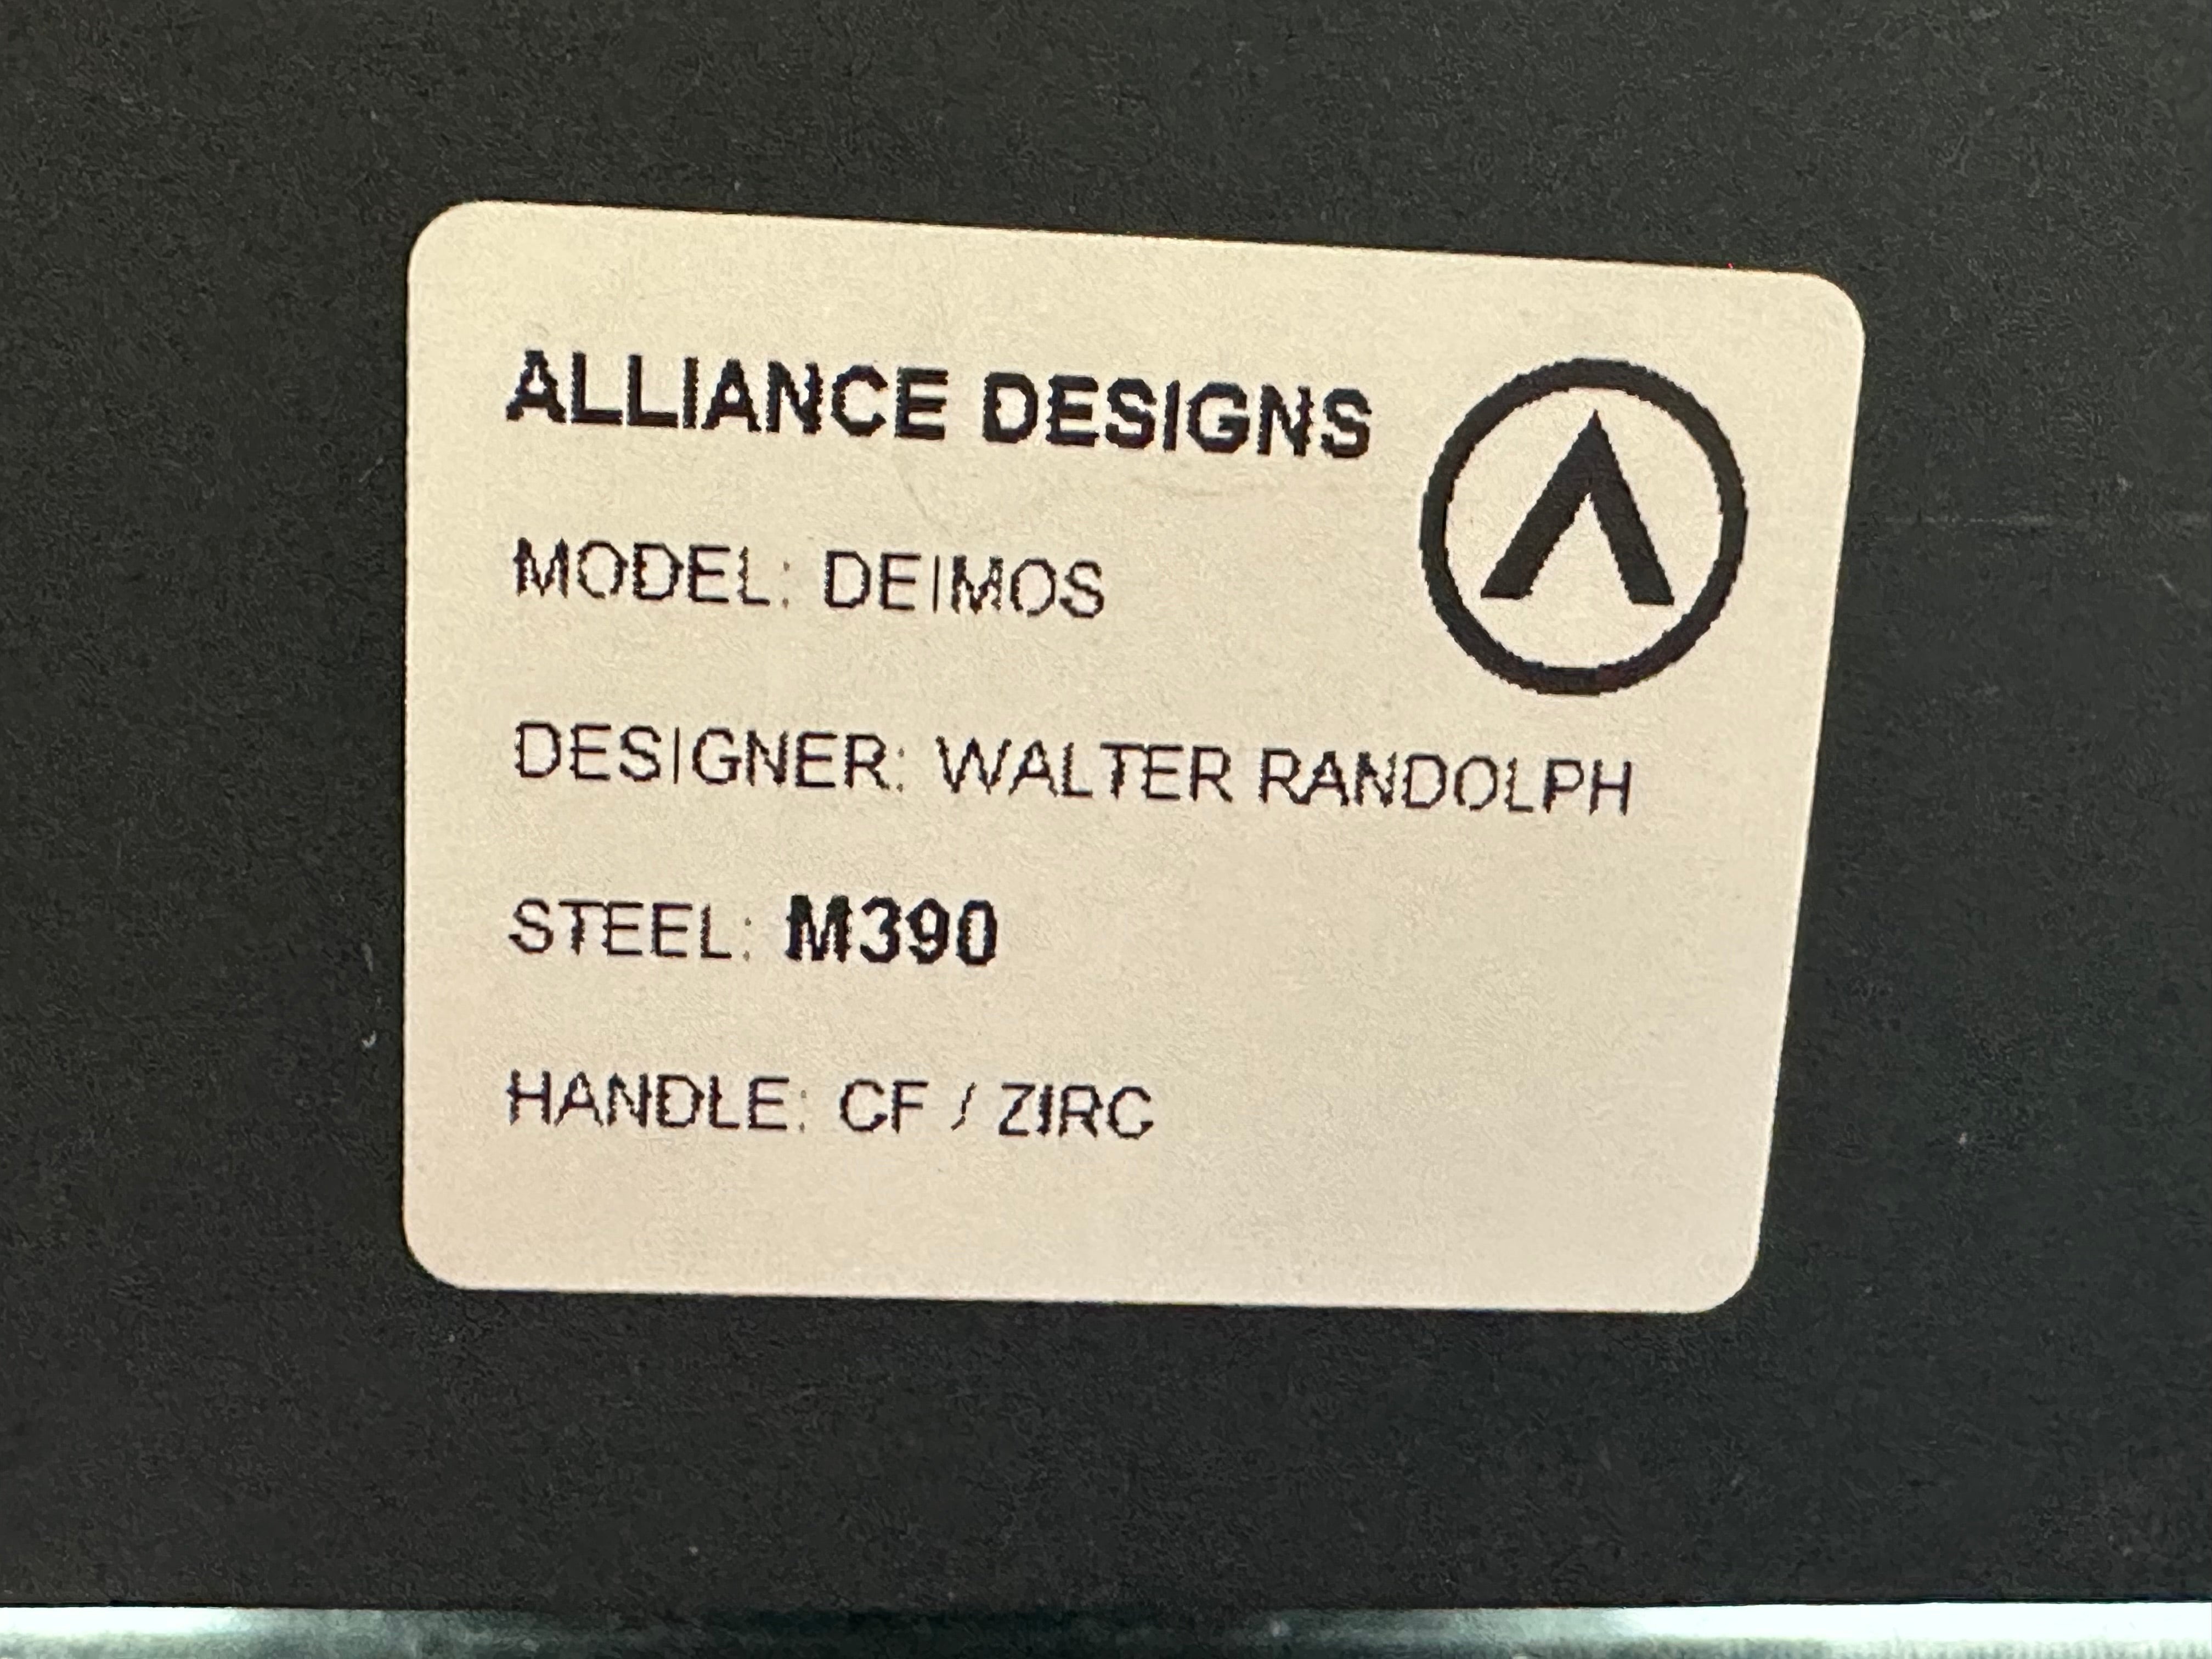 ALLIANCE DESIGNS
MODEL: DEIMOS
DESIGNER: WALTER RANDOLPH
STEEL: M390
HANDLE: CF / ZIRC